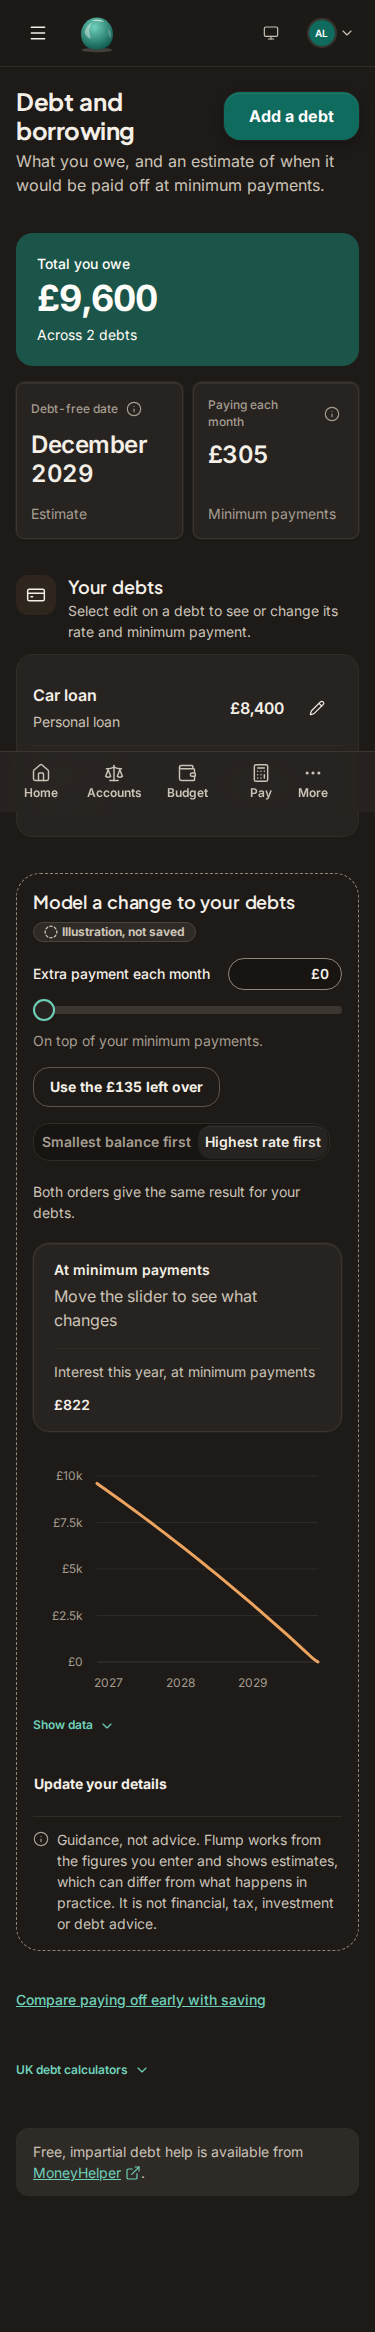 AL
Debt and
borrowing
Add a debt
What you owe, and an estimate of when it
would be paid off at minimum payments.
Total you owe
£9,600
Across 2 debts
Debt-free date
December
2029
Estimate
Paying each
month
£305
Minimum payments
Your debts
Select edit on a debt to see or change its
rate and minimum payment.
Car loan
Personal loan
£8,400
Home
Accounts
Budget
Pay
More
Model a change to your debts
Illustration, not saved
Extra payment each month
£0
On top of your minimum payments.
Use the £135 left over
Smallest balance first
Highest rate first
Both orders give the same result for your
debts.
At minimum payments
Move the slider to see what
changes
Interest this year, at minimum payments
£822
£10k
£7.5k
£5k
£2.5k
£0
2027
2028
2029
Show data
Update your details
Guidance, not advice. Flump works from
the figures you enter and shows estimates,
which can differ from what happens in
practice. It is not financial, tax, investment
or debt advice.
Compare paying off early with saving
UK debt calculators
Free, impartial debt help is available from
MoneyHelper .